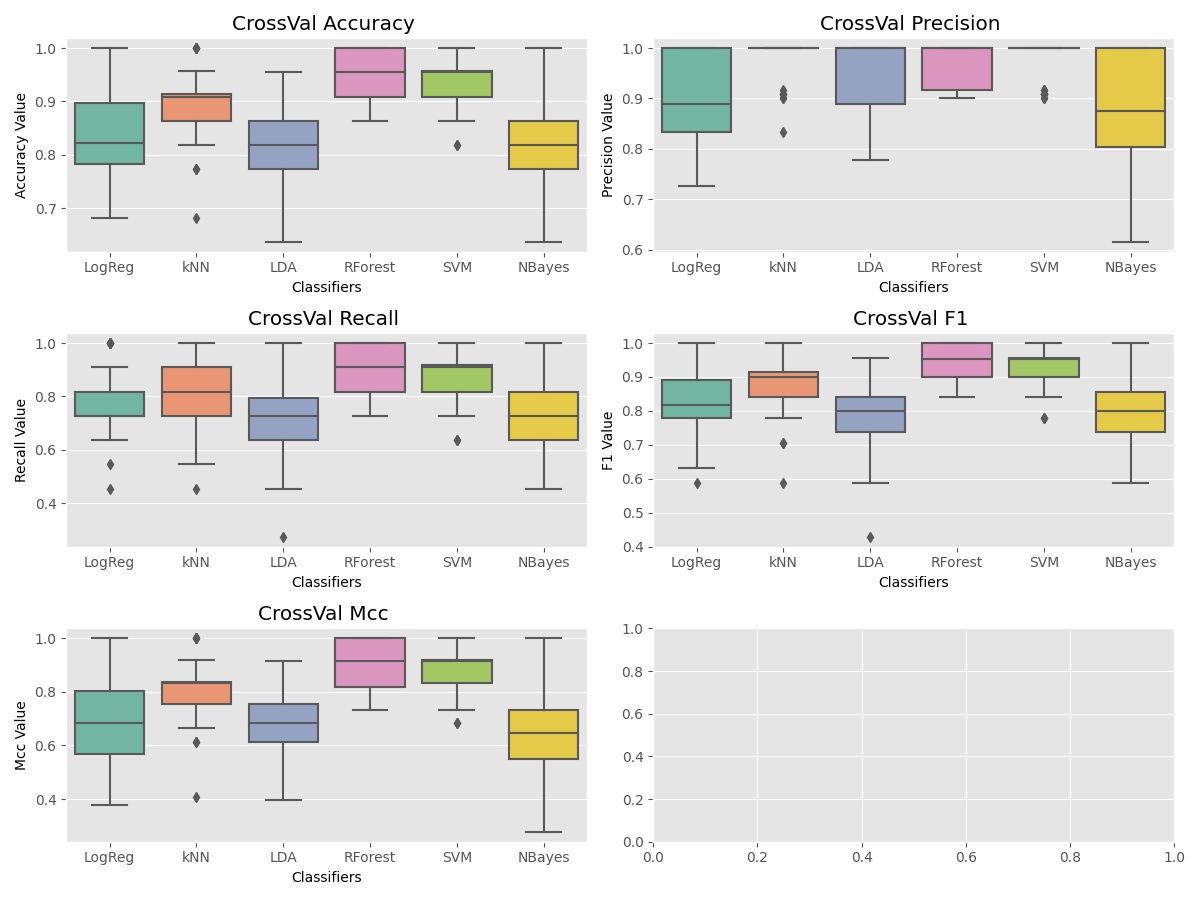 CrossVal Accuracy
1.0
0.9
0.8
0.7
Accuracy Value
LogReg kNN LDA RForest SVM NBayes
Classifiers
CrossVal Precision
1.0
0.9
0.8
0.7
0.6
Precision Value
LogReg kNN LDA RForest SVM NBayes
Classifiers
CrossVal Recall
1.0
0.8
0.6
0.4
Recall Value
LogReg kNN LDA RForest SVM NBayes
Classifiers
CrossVal F1
1.0
0.9
0.8
0.7
0.6
0.5
0.4
F1 Value
LogReg kNN LDA RForest SVM NBayes
Classifiers
CrossVal Mcc
1.0
0.8
0.6
0.4
Mcc Value
LogReg kNN LDA RForest SVM NBayes
Classifiers
1.0
0.8
0.6
0.4
0.2
0.0
0.0 0.2 0.4 0.6 0.8 1.0